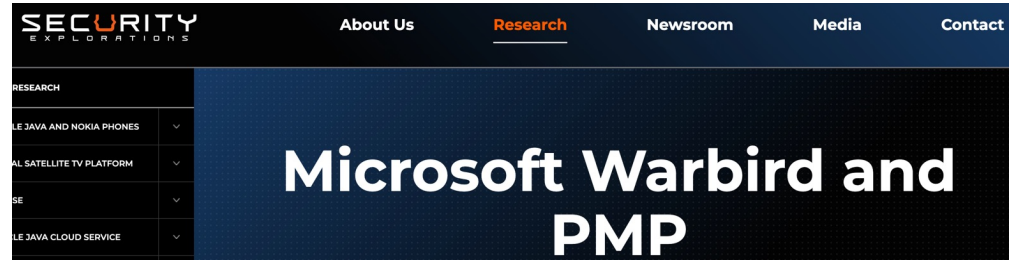 SECURITY
EXPLORATIONS
About Us
Research
Newsroom
Media
Contact
RESEARCH
LE JAVA AND NOKIA PHONES
AL SATELLITE TV PLATFORM
SE
LE JAVA CLOUD SERVICE
Microsoft Warbird and
PMP